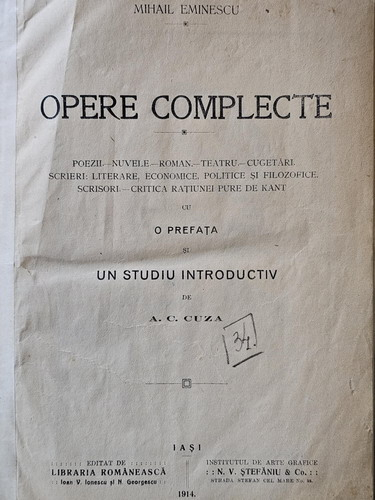 MIHAIL EMINESCU
OPERE COMPLECTE
POEZII.—NUVELE.—ROMAN.—TEATRU.—CUGETĂRI.
SCRIERI: LITERARE, ECONOMICE, POLITICE ȘI FILOZOFICE.
SCRISORI.—CRITICA RAȚIUNEI PURE DE KANT
CU
O PREFAȚA
ȘI
UN STUDIU INTRODUCTIV
DE
A. C. CUZA
34.
IAȘI
EDITAT DE
LIBRARIA ROMÂNEASCĂ
Ioan V. Ionescu și N. Georgescu
INSTITUTUL DE ARTE GRAFICE
: : N. V. ȘTEFĂNIU & Co. : :
STRADA ȘTEFAN CEL MARE No. 38.
1914.